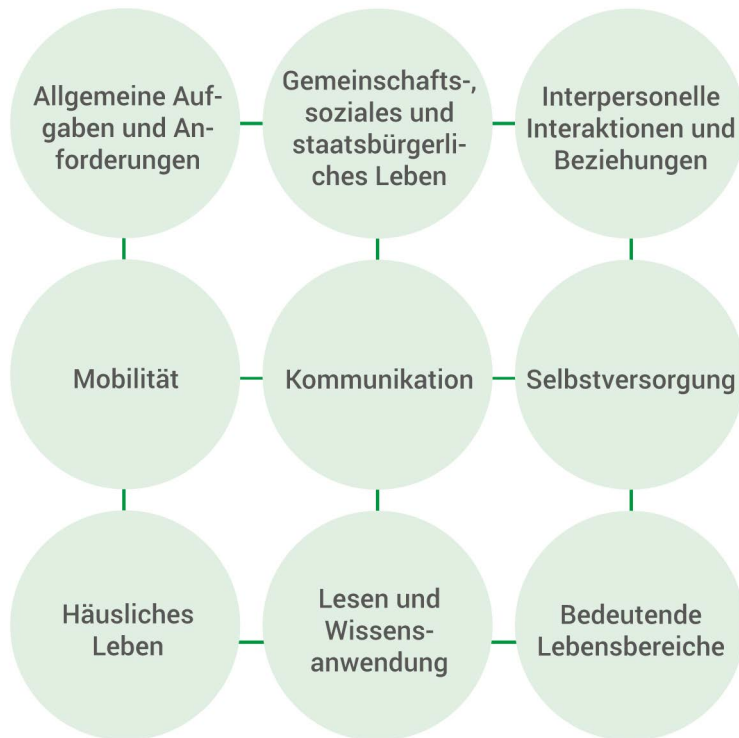 Allgemeine Auf-
gaben und An-
forderungen
Gemeinschafts-,
soziales und
staatsbürgerli-
ches Leben
Interpersonelle
Interaktionen und
Beziehungen
Mobilität
Kommunikation
Selbstversorgung
Häusliches
Leben
Lesen und
Wissens-
anwendung
Bedeutende
Lebensbereiche